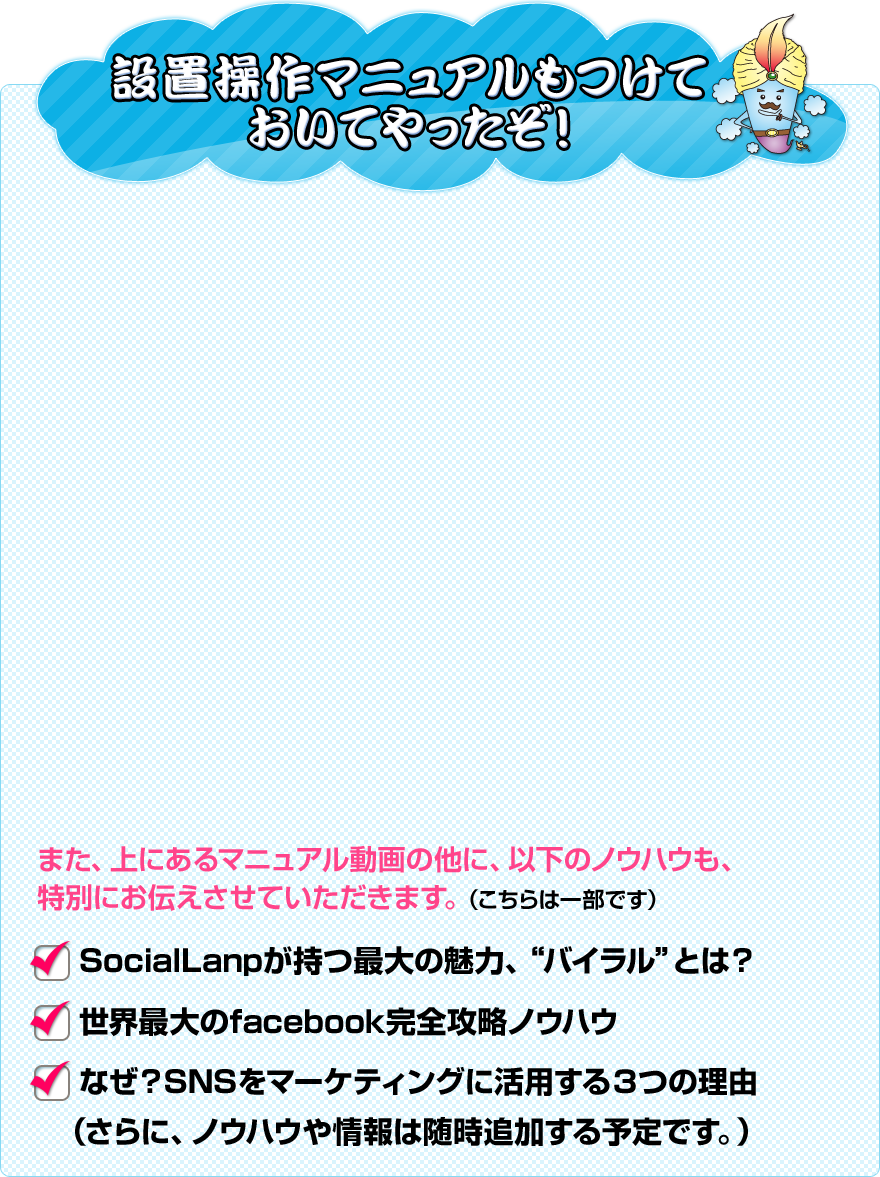 設置操作マニュアルもつけて
おいてやったぞ！
また、上にあるマニュアル動画の他に、以下のノウハウも、
特別にお伝えさせていただきます。（こちらは一部です）
SocialLanpが持つ最大の魅力、“バイラル”とは？
世界最大のfacebook完全攻略ノウハウ
なぜ？SNSをマーケティングに活用する３つの理由
（さらに、ノウハウや情報は随時追加する予定です。）